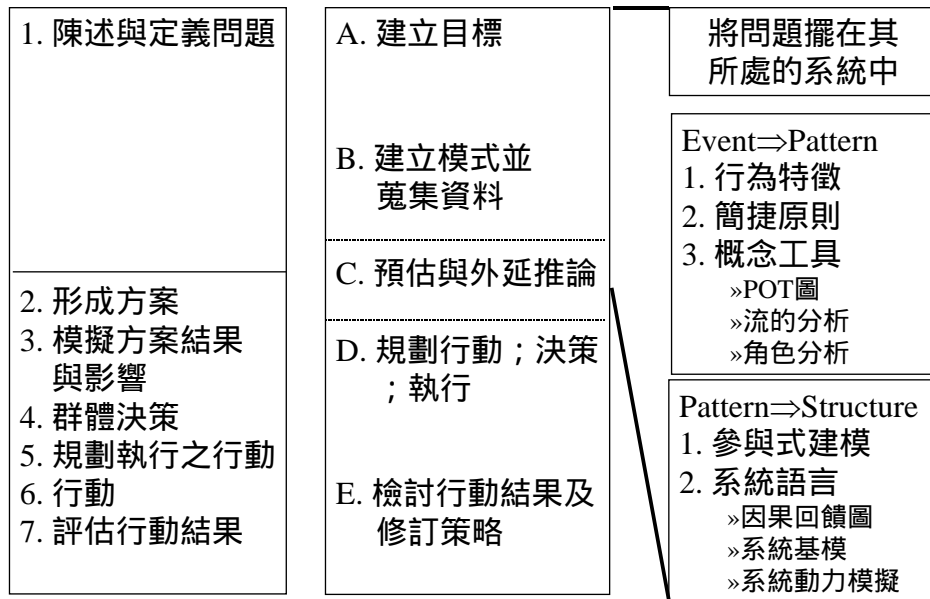 1. 陳述與定義問題
2. 形成方案
3. 模擬方案結果
與影響
4. 群體決策
5. 規劃執行之行動
6. 行動
7. 評估行動結果
A. 建立目標
B. 建立模式並
蒐集資料
C. 預估與外延推論
D. 規劃行動；決策
；執行
E. 檢討行動結果及
修訂策略
將問題擺在其
所處的系統中
Event⇒Pattern
1. 行為特徵
2. 簡捷原則
3. 概念工具
»POT圖
»流的分析
»角色分析
Pattern⇒Structure
1. 參與式建模
2. 系統語言
»因果回饋圖
»系統基模
»系統動力模擬